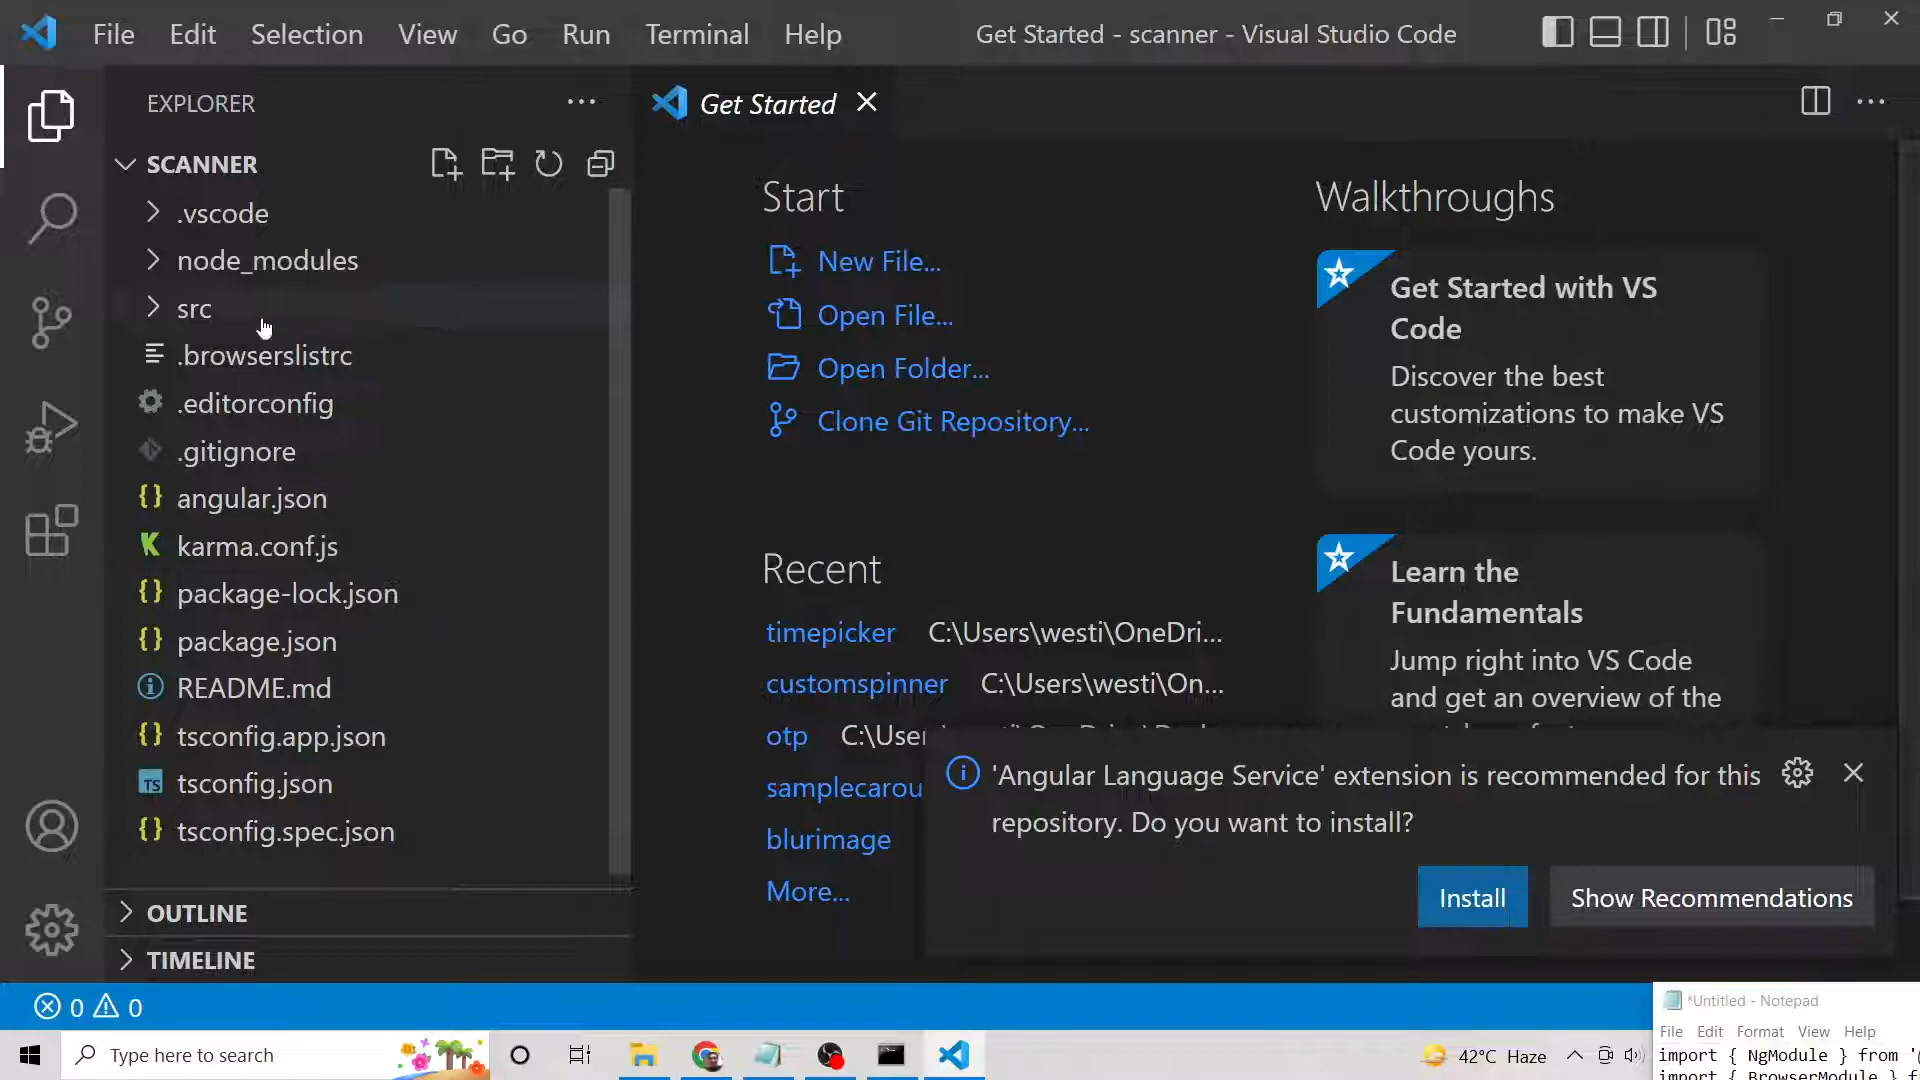 File Edit Selection View Go Run Terminal Help
Get Started - scanner - Visual Studio Code
EXPLORER
SCANNER
.vscode
node_modules
src
.browserslistrc
.editorconfig
.gitignore
angular.json
karma.conf.js
package-lock.json
package.json
README.md
tsconfig.app.json
TS tsconfig.json
tsconfig.spec.json
OUTLINE
TIMELINE
Get Started
Start
New File...
Open File...
Open Folder...
Clone Git Repository...
Recent
timepicker C:\Users\westi\OneDri...
customspinner C:\Users\westi\On...
otp
samplecarou
blurimage
More...
Walkthroughs
Get Started with VS
Code
Discover the best
customizations to make VS
Code yours.
Learn the
Fundamentals
Jump right into VS Code
and get an overview of the
'Angular Language Service' extension is recommended for this
repository. Do you want to install?
Install Show Recommendations
0 0
*Untitled - Notepad
File Edit Format View Help
import { NgModule } from '
import { BrowserModule }
Type here to search
42°C Haze